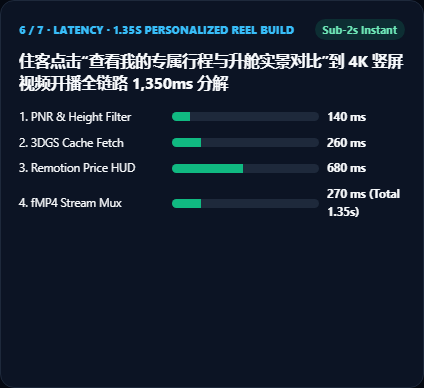 6 / 7 · LATENCY · 1.35S PERSONALIZED REEL BUILD
Sub-2s Instant
住客点击“查看我的专属行程与升舱实景对比”到 4K 竖屏
视频开播全链路 1,350ms 分解
1. PNR & Height Filter 140 ms
2. 3DGS Cache Fetch 260 ms
3. Remotion Price HUD 680 ms
4. fMP4 Stream Mux 270 ms (Total
1.35s)